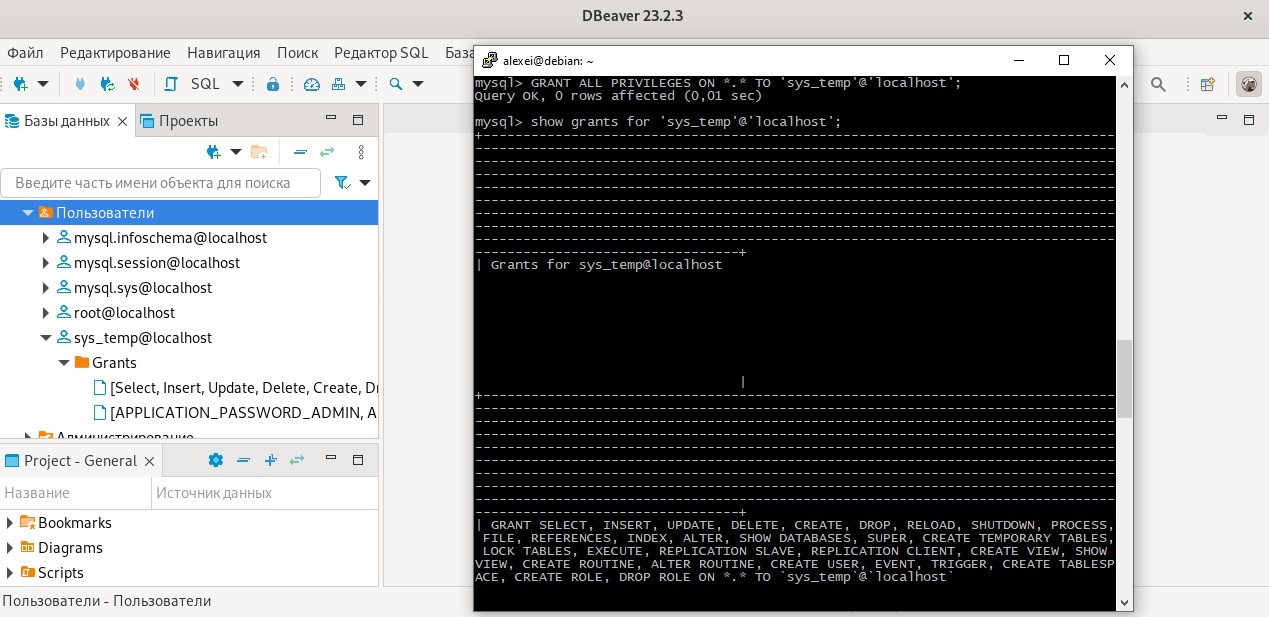 DBeaver 23.2.3
Файл Редактирование Навигация Поиск Редактор SQL База
SQL
Базы данных
Проекты
Введите часть имени объекта для поиска
Пользователи
mysql.infoschema@localhost
mysql.session@localhost
mysql.sys@localhost
root@localhost
sys_temp@localhost
Grants
[Select, Insert, Update, Delete, Create, Dr
[APPLICATION_PASSWORD_ADMIN, A
Администрирование
Project - General
Название Источник данных
Bookmarks
Diagrams
Scripts
Пользователи - Пользователи
alexei@debian: ~
mysql> GRANT ALL PRIVILEGES ON *.* TO 'sys_temp'@'localhost';
Query OK, 0 rows affected (0,01 sec)
mysql> show grants for 'sys_temp'@'localhost';
| Grants for sys_temp@localhost
|
| GRANT SELECT, INSERT, UPDATE, DELETE, CREATE, DROP, RELOAD, SHUTDOWN, PROCESS,
FILE, REFERENCES, INDEX, ALTER, SHOW DATABASES, SUPER, CREATE TEMPORARY TABLES,
LOCK TABLES, EXECUTE, REPLICATION SLAVE, REPLICATION CLIENT, CREATE VIEW, SHOW
VIEW, CREATE ROUTINE, ALTER ROUTINE, CREATE USER, EVENT, TRIGGER, CREATE TABLESP
ACE, CREATE ROLE, DROP ROLE ON *.* TO `sys_temp`@`localhost`